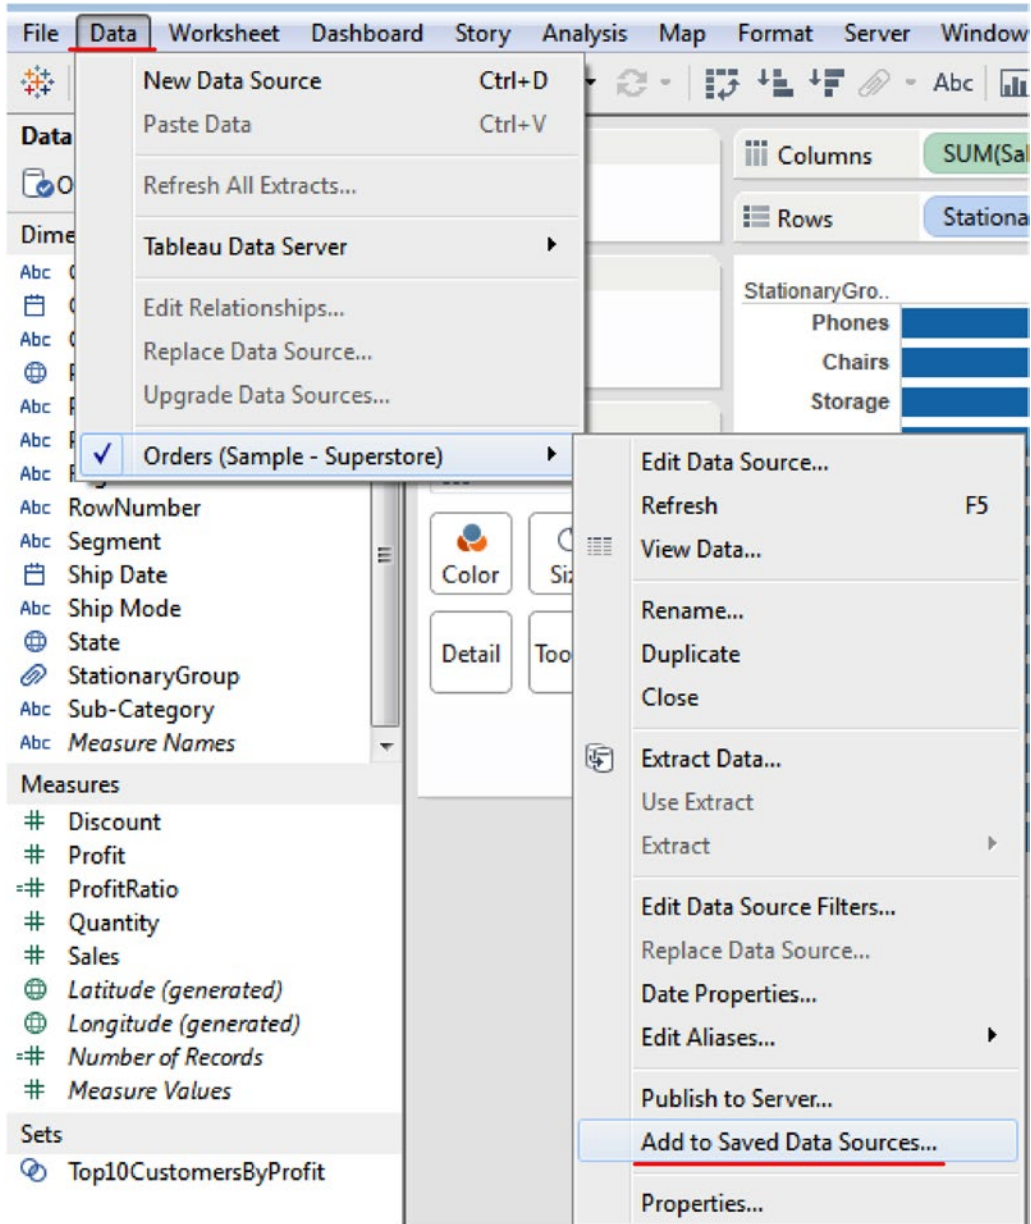 File Data Worksheet Dashboard Story Analysis Map Format Server Window
Abc
New Data Source Ctrl+D
Paste Data Ctrl+V
Refresh All Extracts...
Tableau Data Server
Edit Relationships...
Replace Data Source...
Upgrade Data Sources...
Orders (Sample - Superstore)
Data
Abc
Abc
Abc
Abc
Abc
Abc RowNumber
Abc Segment
Ship Date
Abc Ship Mode
State
StationaryGroup
Abc Sub-Category
Abc Measure Names
Measures
Discount
Profit
=# ProfitRatio
Quantity
Sales
Latitude (generated)
Longitude (generated)
=# Number of Records
Measure Values
Sets
Top10CustomersByProfit
Color
Detail
Columns SUM(Sal
Rows Stationa
StationaryGro..
Phones
Chairs
Storage
Edit Data Source...
Refresh F5
View Data...
Rename...
Duplicate
Close
Extract Data...
Use Extract
Extract
Edit Data Source Filters...
Replace Data Source...
Date Properties...
Edit Aliases...
Publish to Server...
Add to Saved Data Sources...
Properties...